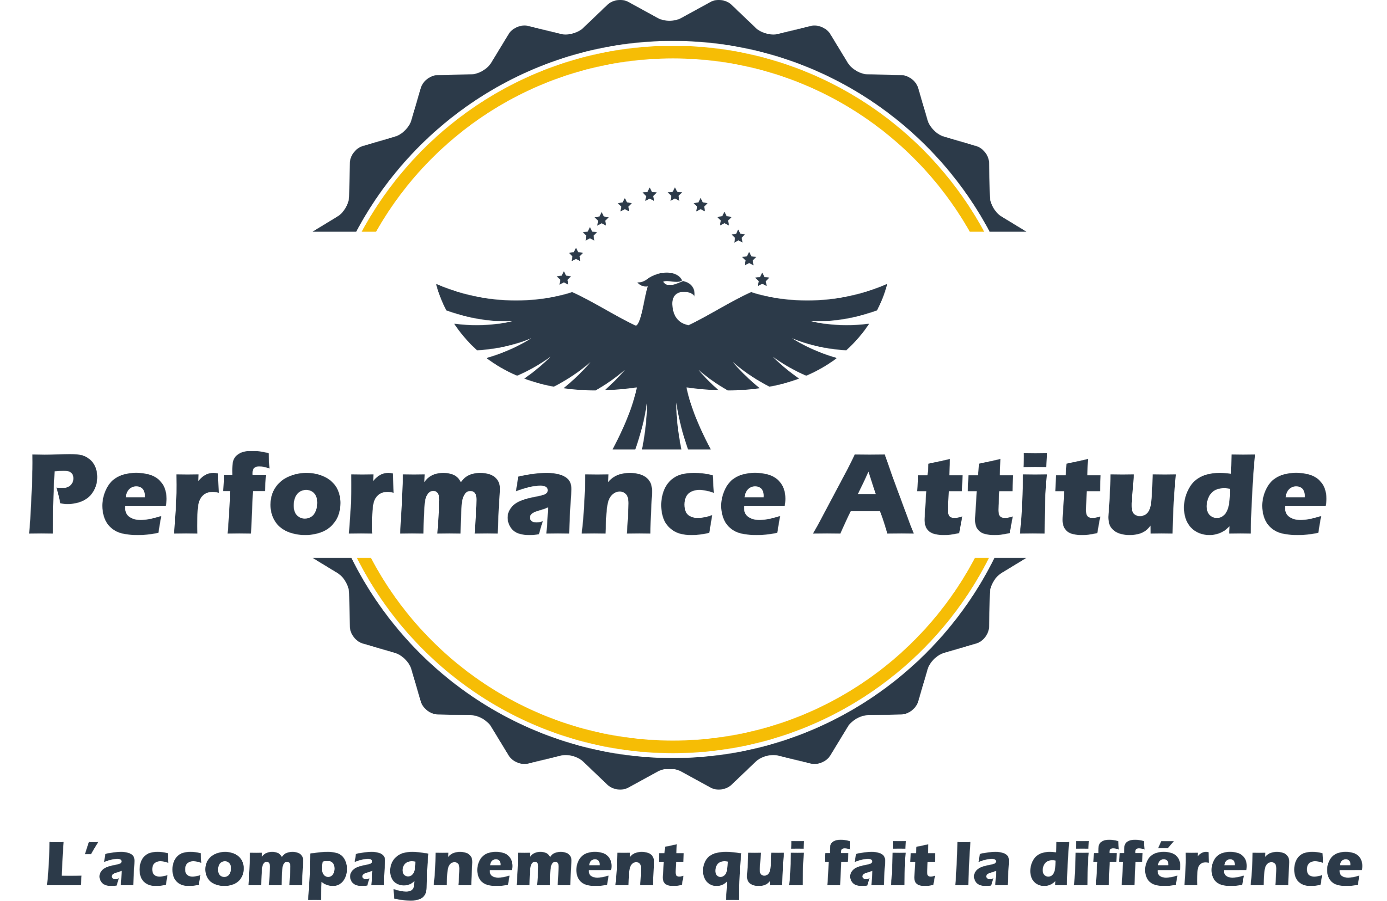 Performance Attitude
L’accompagnement qui fait la différence